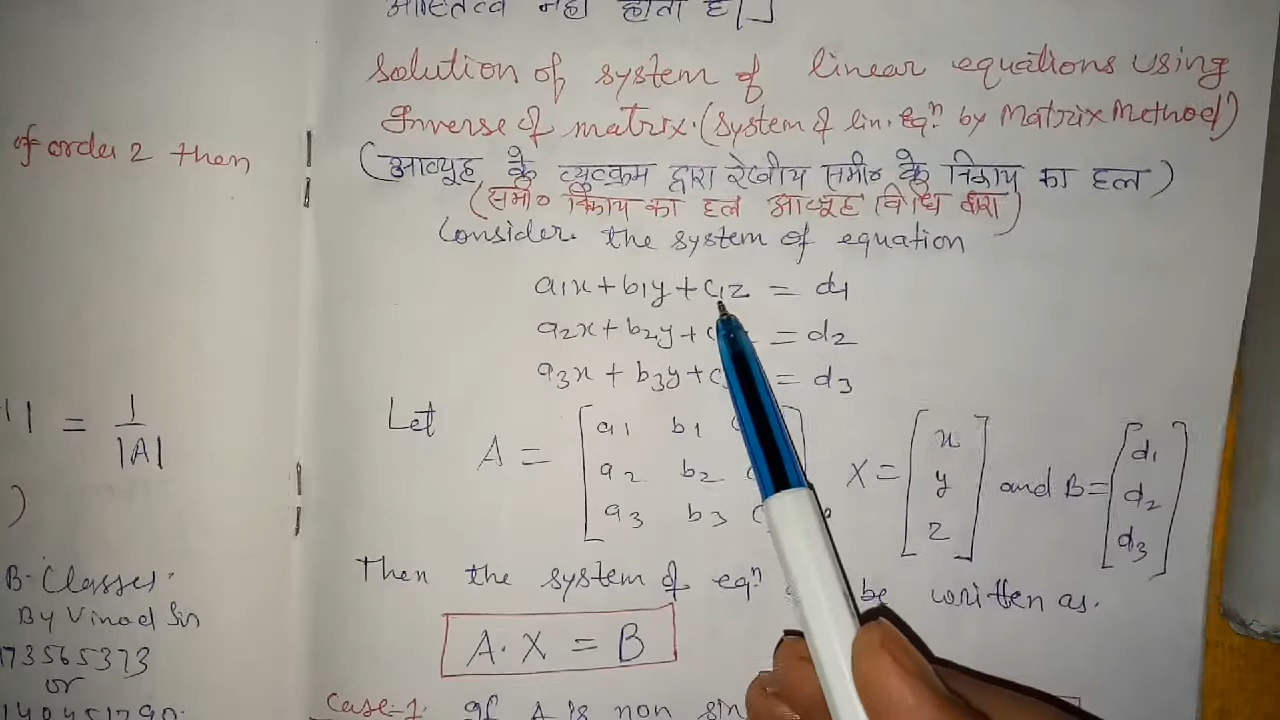 solution of system of linear equations using
Inverse of matrix. (System of lin. Eqn. by Matrix Method)
(आव्यूह के व्युत्क्रम द्वारा रेखीय समी० के निकाय का हल)
(समी० निकाय का हल आव्यूह विधि द्वारा)
Consider. the system of equation
a1x + b1y + c1z = d1
a2x + b2y + = d2
a3x + b3y + = d3
Let
A = [ a1 b1
a2 b2
a3 b3
X = [ x y z ] and B = [ d1 d2 d3 ]
Then the system of eqn be written as.
A. X = B
Case-1. If A is non
of order 2 then
= 1/|A|
)
B-Classes.
By Vinod Sir
73565373
or